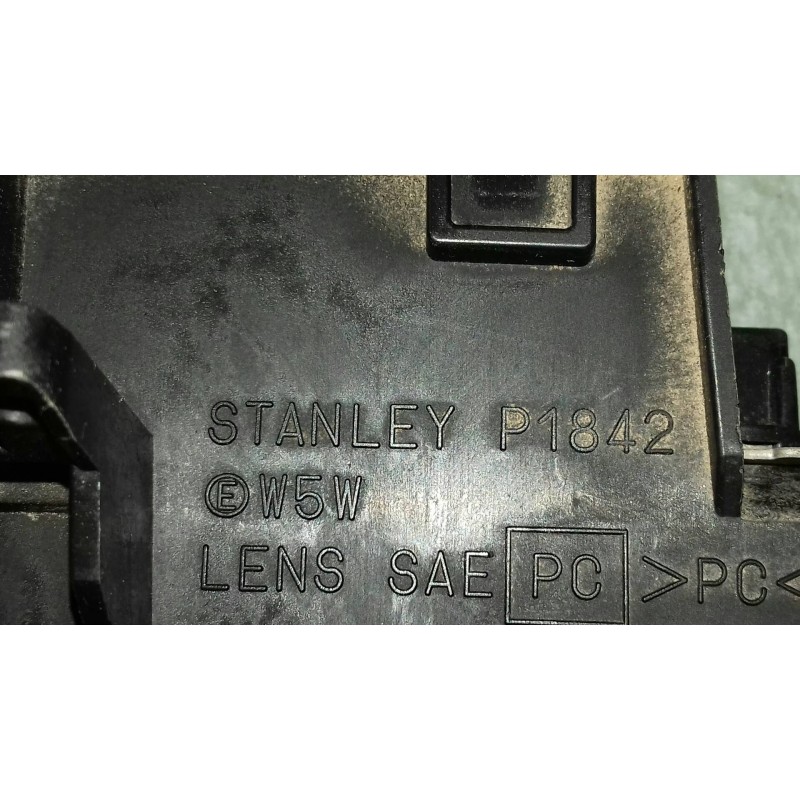 STANLEY P1842
ⒺW5W
LENS SAE PC >PC<